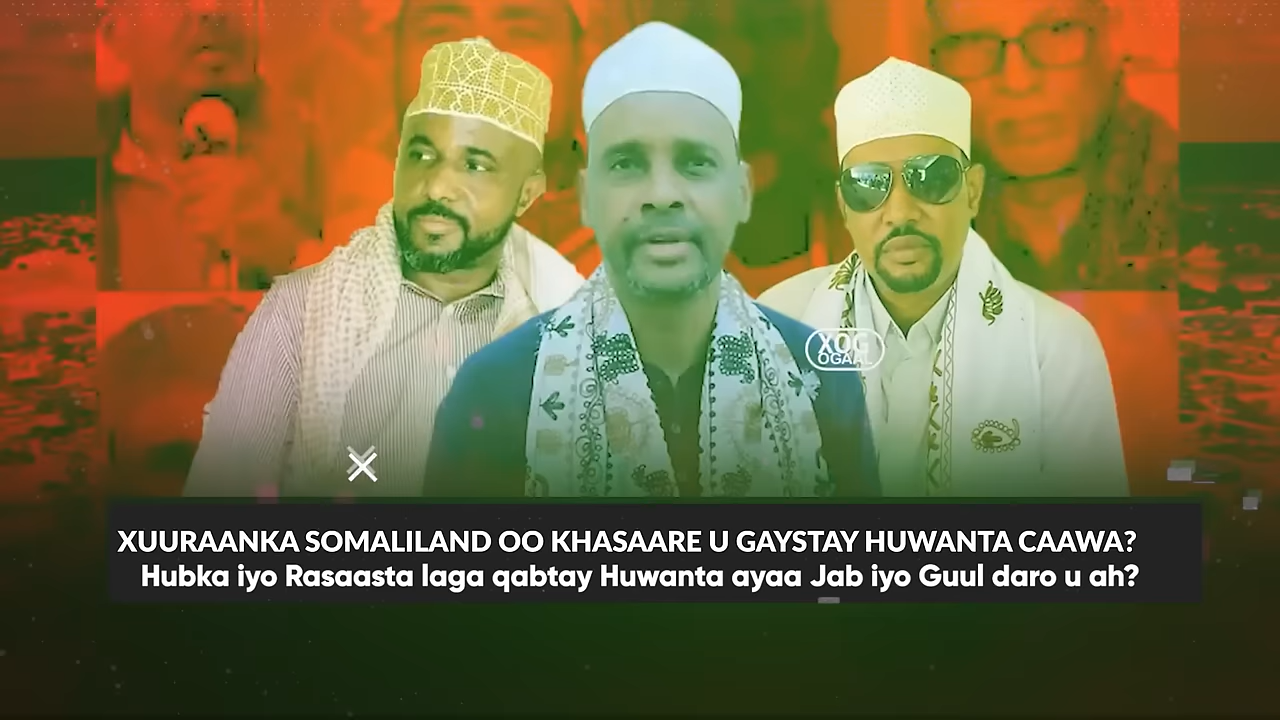 XOG
OGAAL
XUURAANKA SOMALILAND OO KHASAARE U GAYSTAY HUWANTA CAAWA?
Hubka iyo Rasaasta laga qabtay Huwanta ayaa Jab iyo Guul daro u ah?